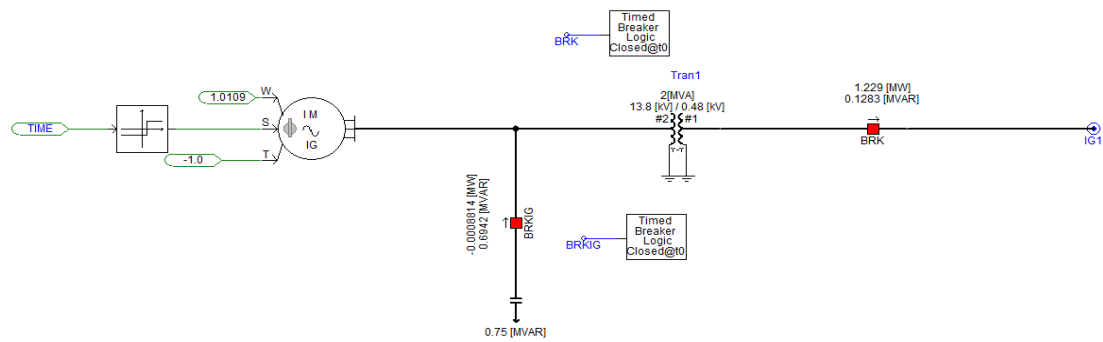 Timed
Breaker
Logic
Closed@t0
BRK
Tran1
2[MVA]
13.8 [kV] / 0.48 [kV]
#2
#1
1.229 [MW]
0.1283 [MVAR]
BRK
IG1
1.0109
W
TIME
S
I M
IG
-1.0
T
-0.0008814 [MW]
0.6942 [MVAR]
BRKIG
Timed
Breaker
Logic
Closed@t0
BRKIG
0.75 [MVAR]